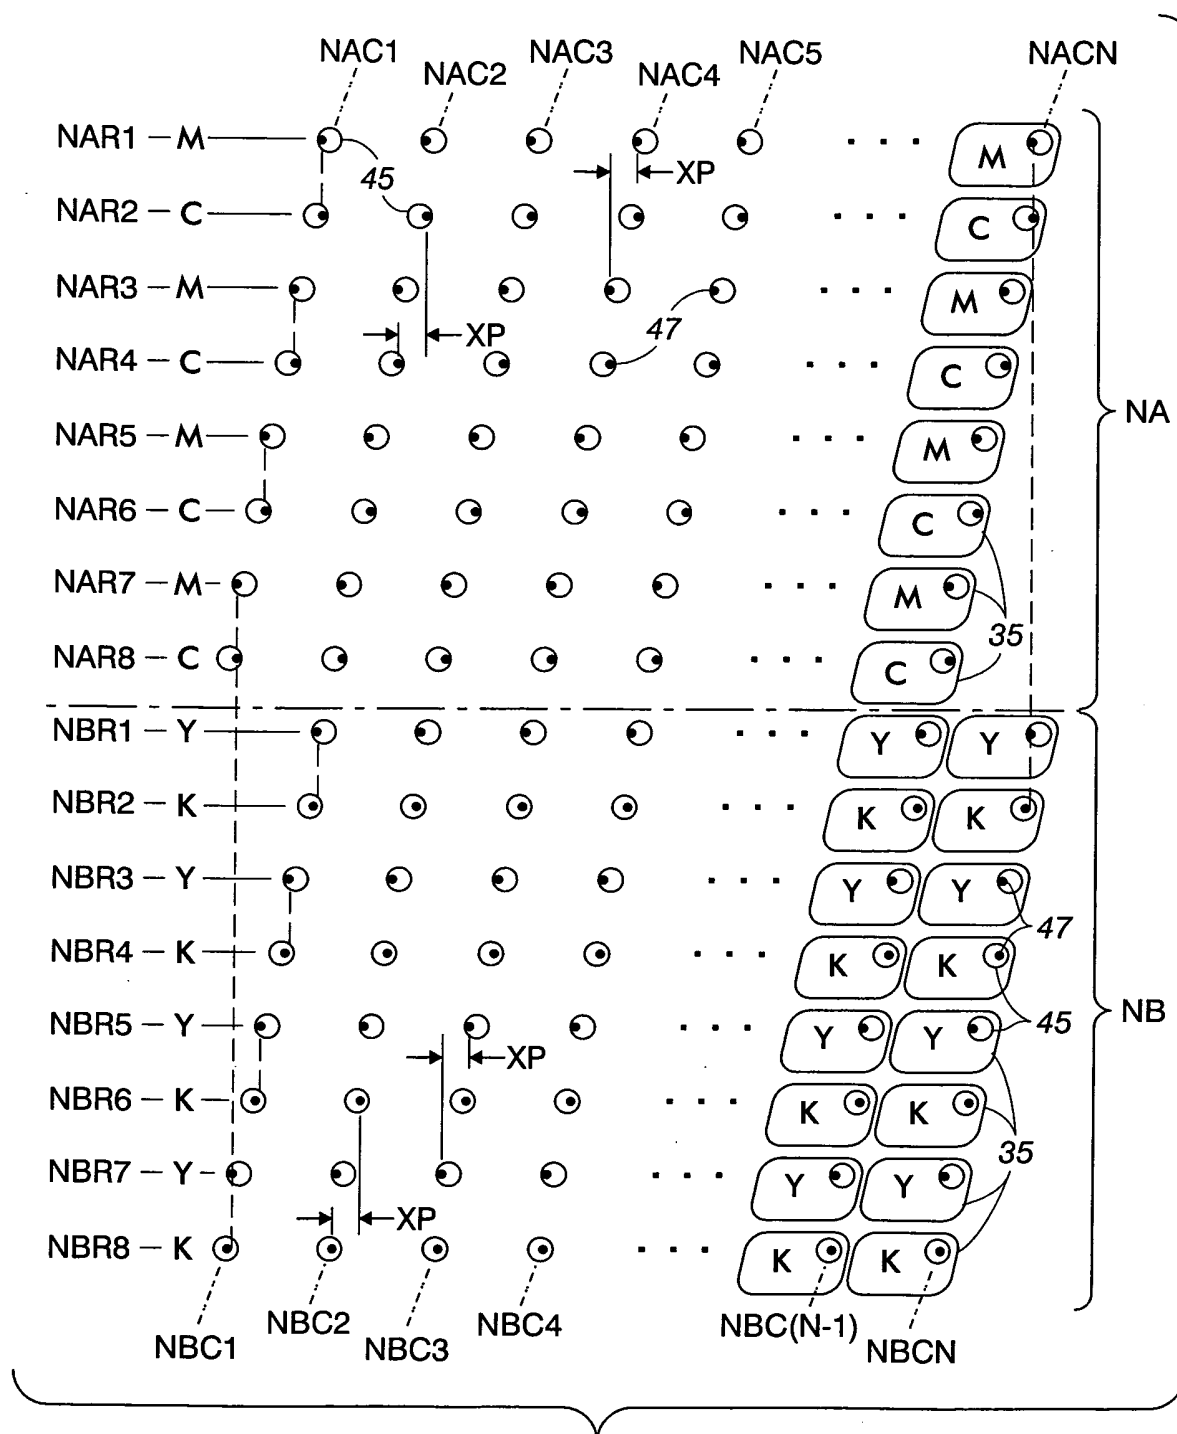 NAC1 NAC2 NAC3 NAC4 NAC5 NACN
NAR1 — M M
45 XP
NAR2 — C C
NAR3 — M M
XP 47
NAR4 — C C
NA
NAR5 — M M
NAR6 — C C
NAR7 — M M
35
NAR8 — C C
NBR1 — Y Y Y
NBR2 — K K K
NBR3 — Y Y Y
47
NBR4 — K K K
NBR5 — Y Y Y 45 NB
XP
NBR6 — K K K
35
NBR7 — Y Y Y
XP
NBR8 — K K K
NBC1 NBC2 NBC3 NBC4 NBC(N-1) NBCN